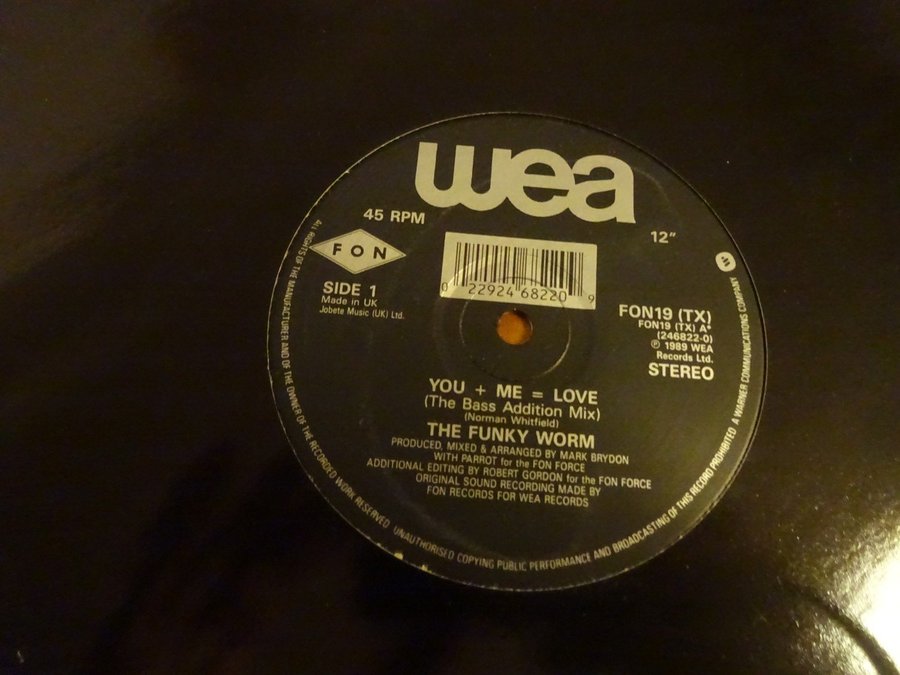 wea
45 RPM
12"
FON
0 22924 68220 9
SIDE 1
Made in UK
Jobete Music (UK) Ltd.
FON19 (TX)
FON19 (TX) A*
(246822-0)
℗ 1989 WEA
Records Ltd.
STEREO
YOU + ME = LOVE
(The Bass Addition Mix)
(Norman Whitfield)
THE FUNKY WORM
PRODUCED, MIXED & ARRANGED BY MARK BRYDON
WITH PARROT for the FON FORCE
ADDITIONAL EDITING BY ROBERT GORDON for the FON FORCE
ORIGINAL SOUND RECORDING MADE BY
FON RECORDS FOR WEA RECORDS
ALL RIGHTS OF THE MANUFACTURER AND OF THE OWNER OF THE RECORDED WORK RESERVED UNAUTHORISED COPYING PUBLIC PERFORMANCE AND BROADCASTING OF THIS RECORD PROHIBITED A WARNER COMMUNICATIONS COMPANY